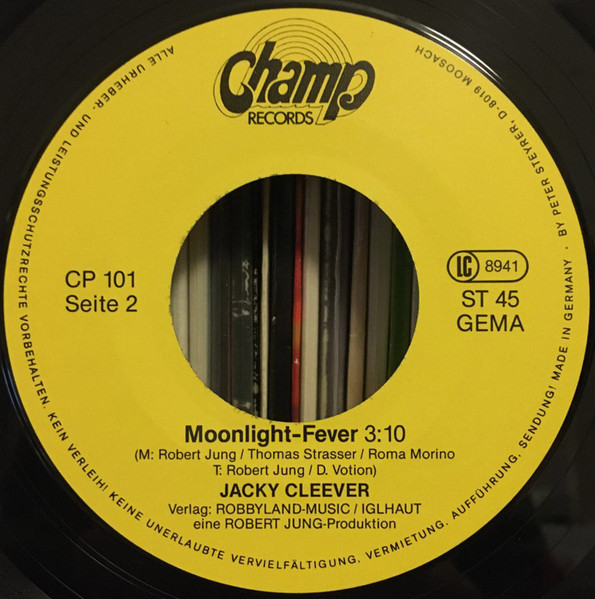 Champ
RECORDS
CP 101
Seite 2
LC 8941
ST 45
GEMA
Moonlight-Fever 3:10
(M: Robert Jung / Thomas Strasser / Roma Morino
T: Robert Jung / D. Votion)
JACKY CLEEVER
Verlag: ROBBYLAND-MUSIC / IGLHAUT
eine ROBERT JUNG-Produktion
ALLE URHEBER- UND LEISTUNGSSCHUTZRECHTE VORBEHALTEN. KEIN VERLEIH! KEINE UNERLAUBTE VERVIELFÄLTIGUNG, VERMIETUNG, AUFFÜHRUNG, SENDUNG! MADE IN GERMANY · BY PETER STEYRER, D-8019 MOOSACH